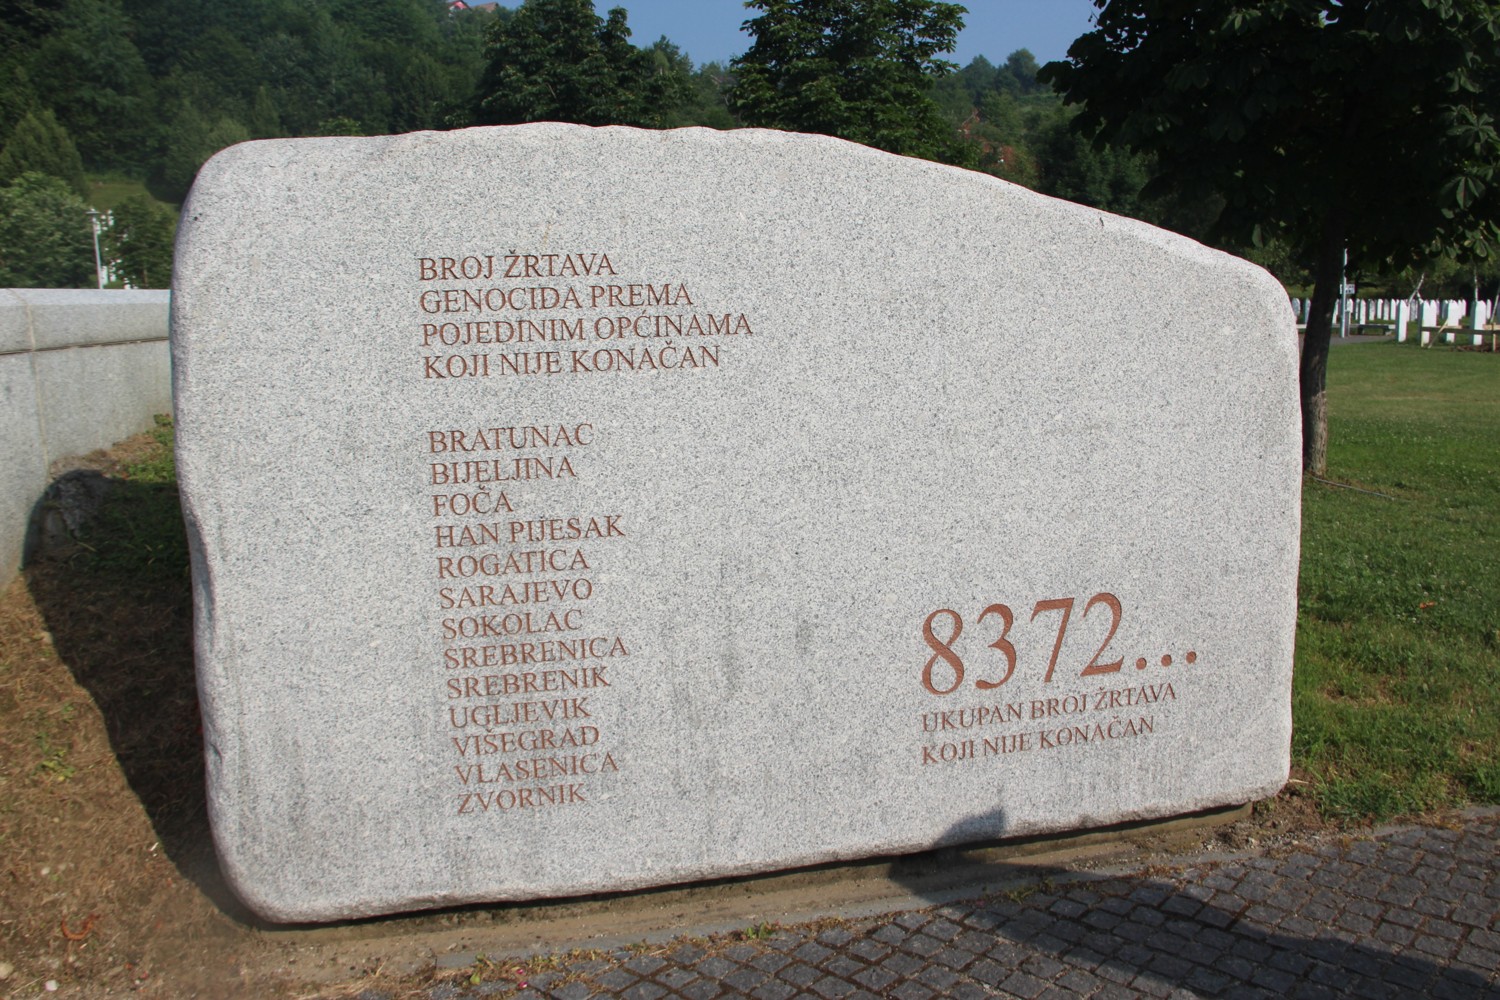 BROJ ŽRTAVA
GENOCIDA PREMA
POJEDINIM OPĆINAMA
KOJI NIJE KONAČAN
BRATUNAC
BIJELJINA
FOČA
HAN PIJESAK
ROGATICA
SARAJEVO
SOKOLAC
SREBRENICA
SREBRENIK
UGLJEVIK
VIŠEGRAD
VLASENICA
ZVORNIK
8372...
UKUPAN BROJ ŽRTAVA
KOJI NIJE KONAČAN